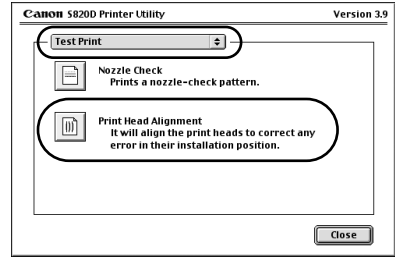 Canon S820D Printer Utility Version 3.9
Test Print
Nozzle Check
Prints a nozzle-check pattern.
Print Head Alignment
It will align the print heads to correct any
error in their installation position.
Close